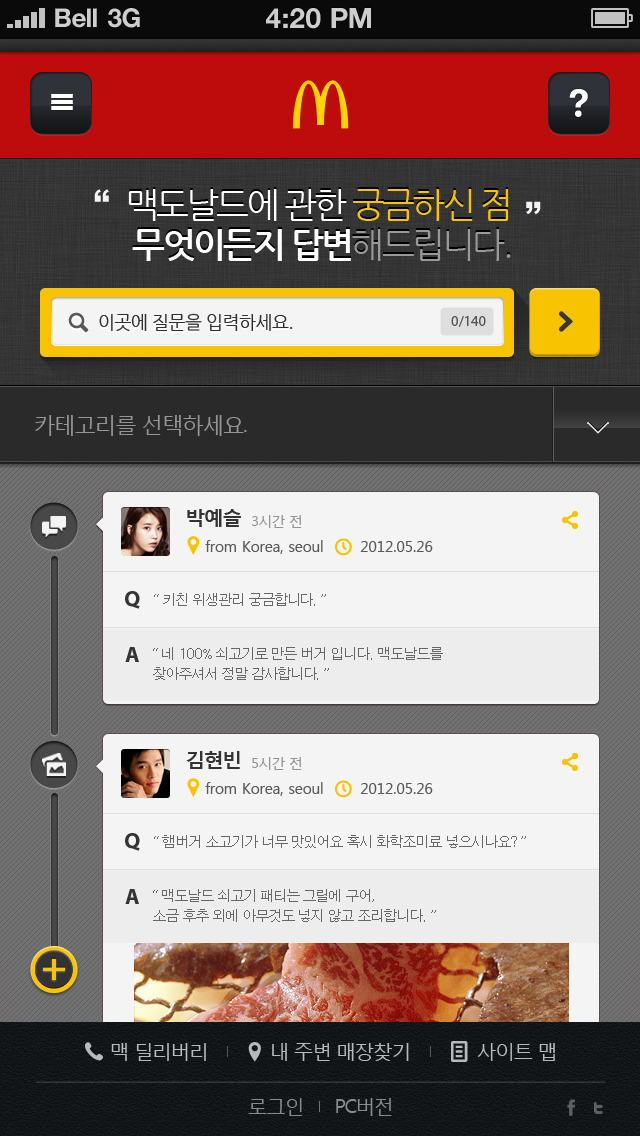 Bell 3G 4:20 PM
?
“ 맥도날드에 관한 궁금하신 점 ”
무엇이든지 답변해드립니다.
이곳에 질문을 입력하세요. 0/140
카테고리를 선택하세요.
박예슬 3시간 전
from Korea, seoul 2012.05.26
Q “ 키친 위생관리 궁금합니다. ”
A “ 네 100% 쇠고기로 만든 버거 입니다. 맥도날드를
찾아주셔서 정말 감사합니다. ”
김현빈 5시간 전
from Korea, seoul 2012.05.26
Q “ 햄버거 소고기가 너무 맛있어요 혹시 화학조미료 넣으시나요? ”
A “ 맥도날드 쇠고기 패티는 그릴에 구어,
소금 후추 외에 아무것도 넣지 않고 조리합니다. ”
맥 딜리버리 | 내 주변 매장찾기 | 사이트 맵
로그인 | PC버전